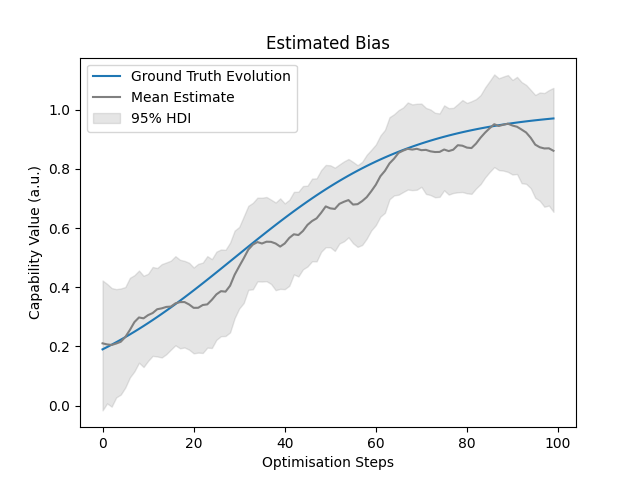 Estimated Bias
Ground Truth Evolution
Mean Estimate
95% HDI
Capability Value (a.u.)
1.0
0.8
0.6
0.4
0.2
0.0
0 20 40 60 80 100
Optimisation Steps